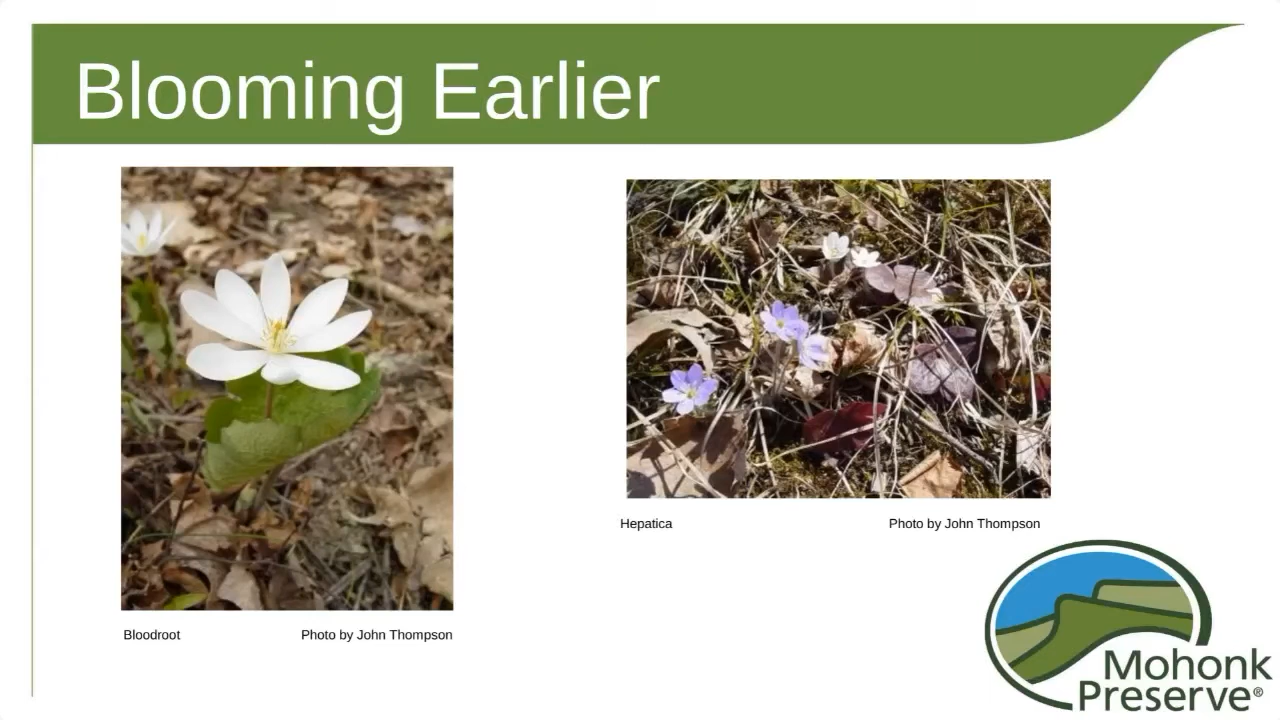 Blooming Earlier
Hepatica Photo by John Thompson
Bloodroot Photo by John Thompson
Mohonk
Preserve®